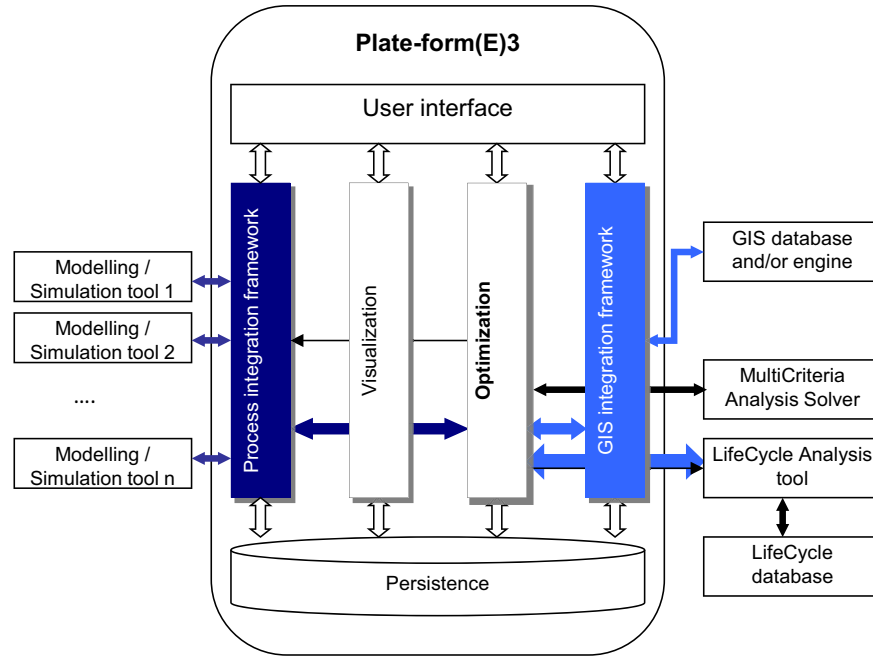 Plate-form(E)3
User interface
Process integration framework
Visualization
Optimization
GIS integration framework
Modelling /
Simulation tool 1
Modelling /
Simulation tool 2
....
Modelling /
Simulation tool n
GIS database
and/or engine
MultiCriteria
Analysis Solver
LifeCycle Analysis
tool
LifeCycle
database
Persistence